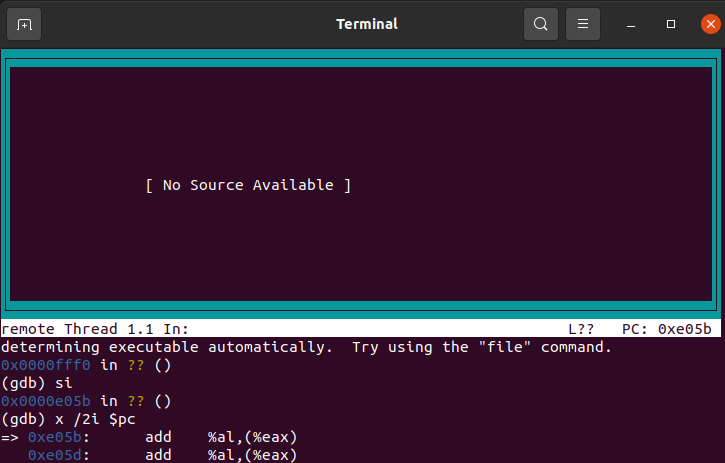 Terminal
[ No Source Available ]
remote Thread 1.1 In: L?? PC: 0xe05b
determining executable automatically.  Try using the "file" command.
0x0000fff0 in ?? ()
(gdb) si
0x0000e05b in ?? ()
(gdb) x /2i $pc
=> 0xe05b:      add    %al,(%eax)
   0xe05d:      add    %al,(%eax)